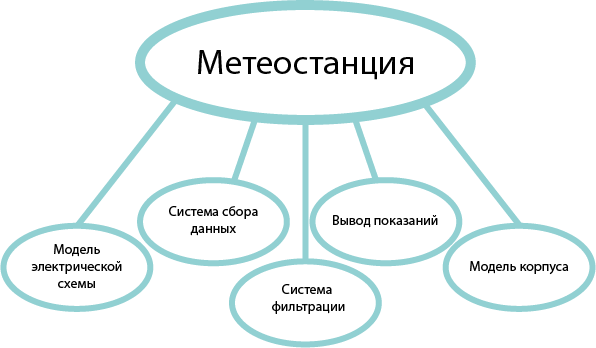 Метеостанция
Система сбора
данных
Вывод показаний
Модель
электрической
схемы
Модель корпуса
Система
фильтрации